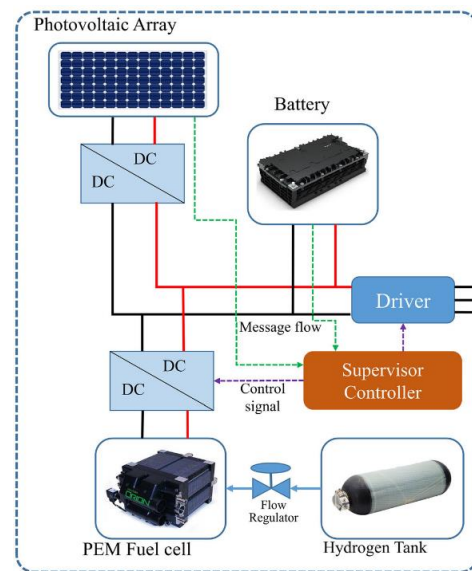 Photovoltaic Array
DC
DC
Battery
Driver
Message flow
DC
DC
Control
signal
Supervisor
Controller
ORION
Flow
Regulator
PEM Fuel cell
Hydrogen Tank